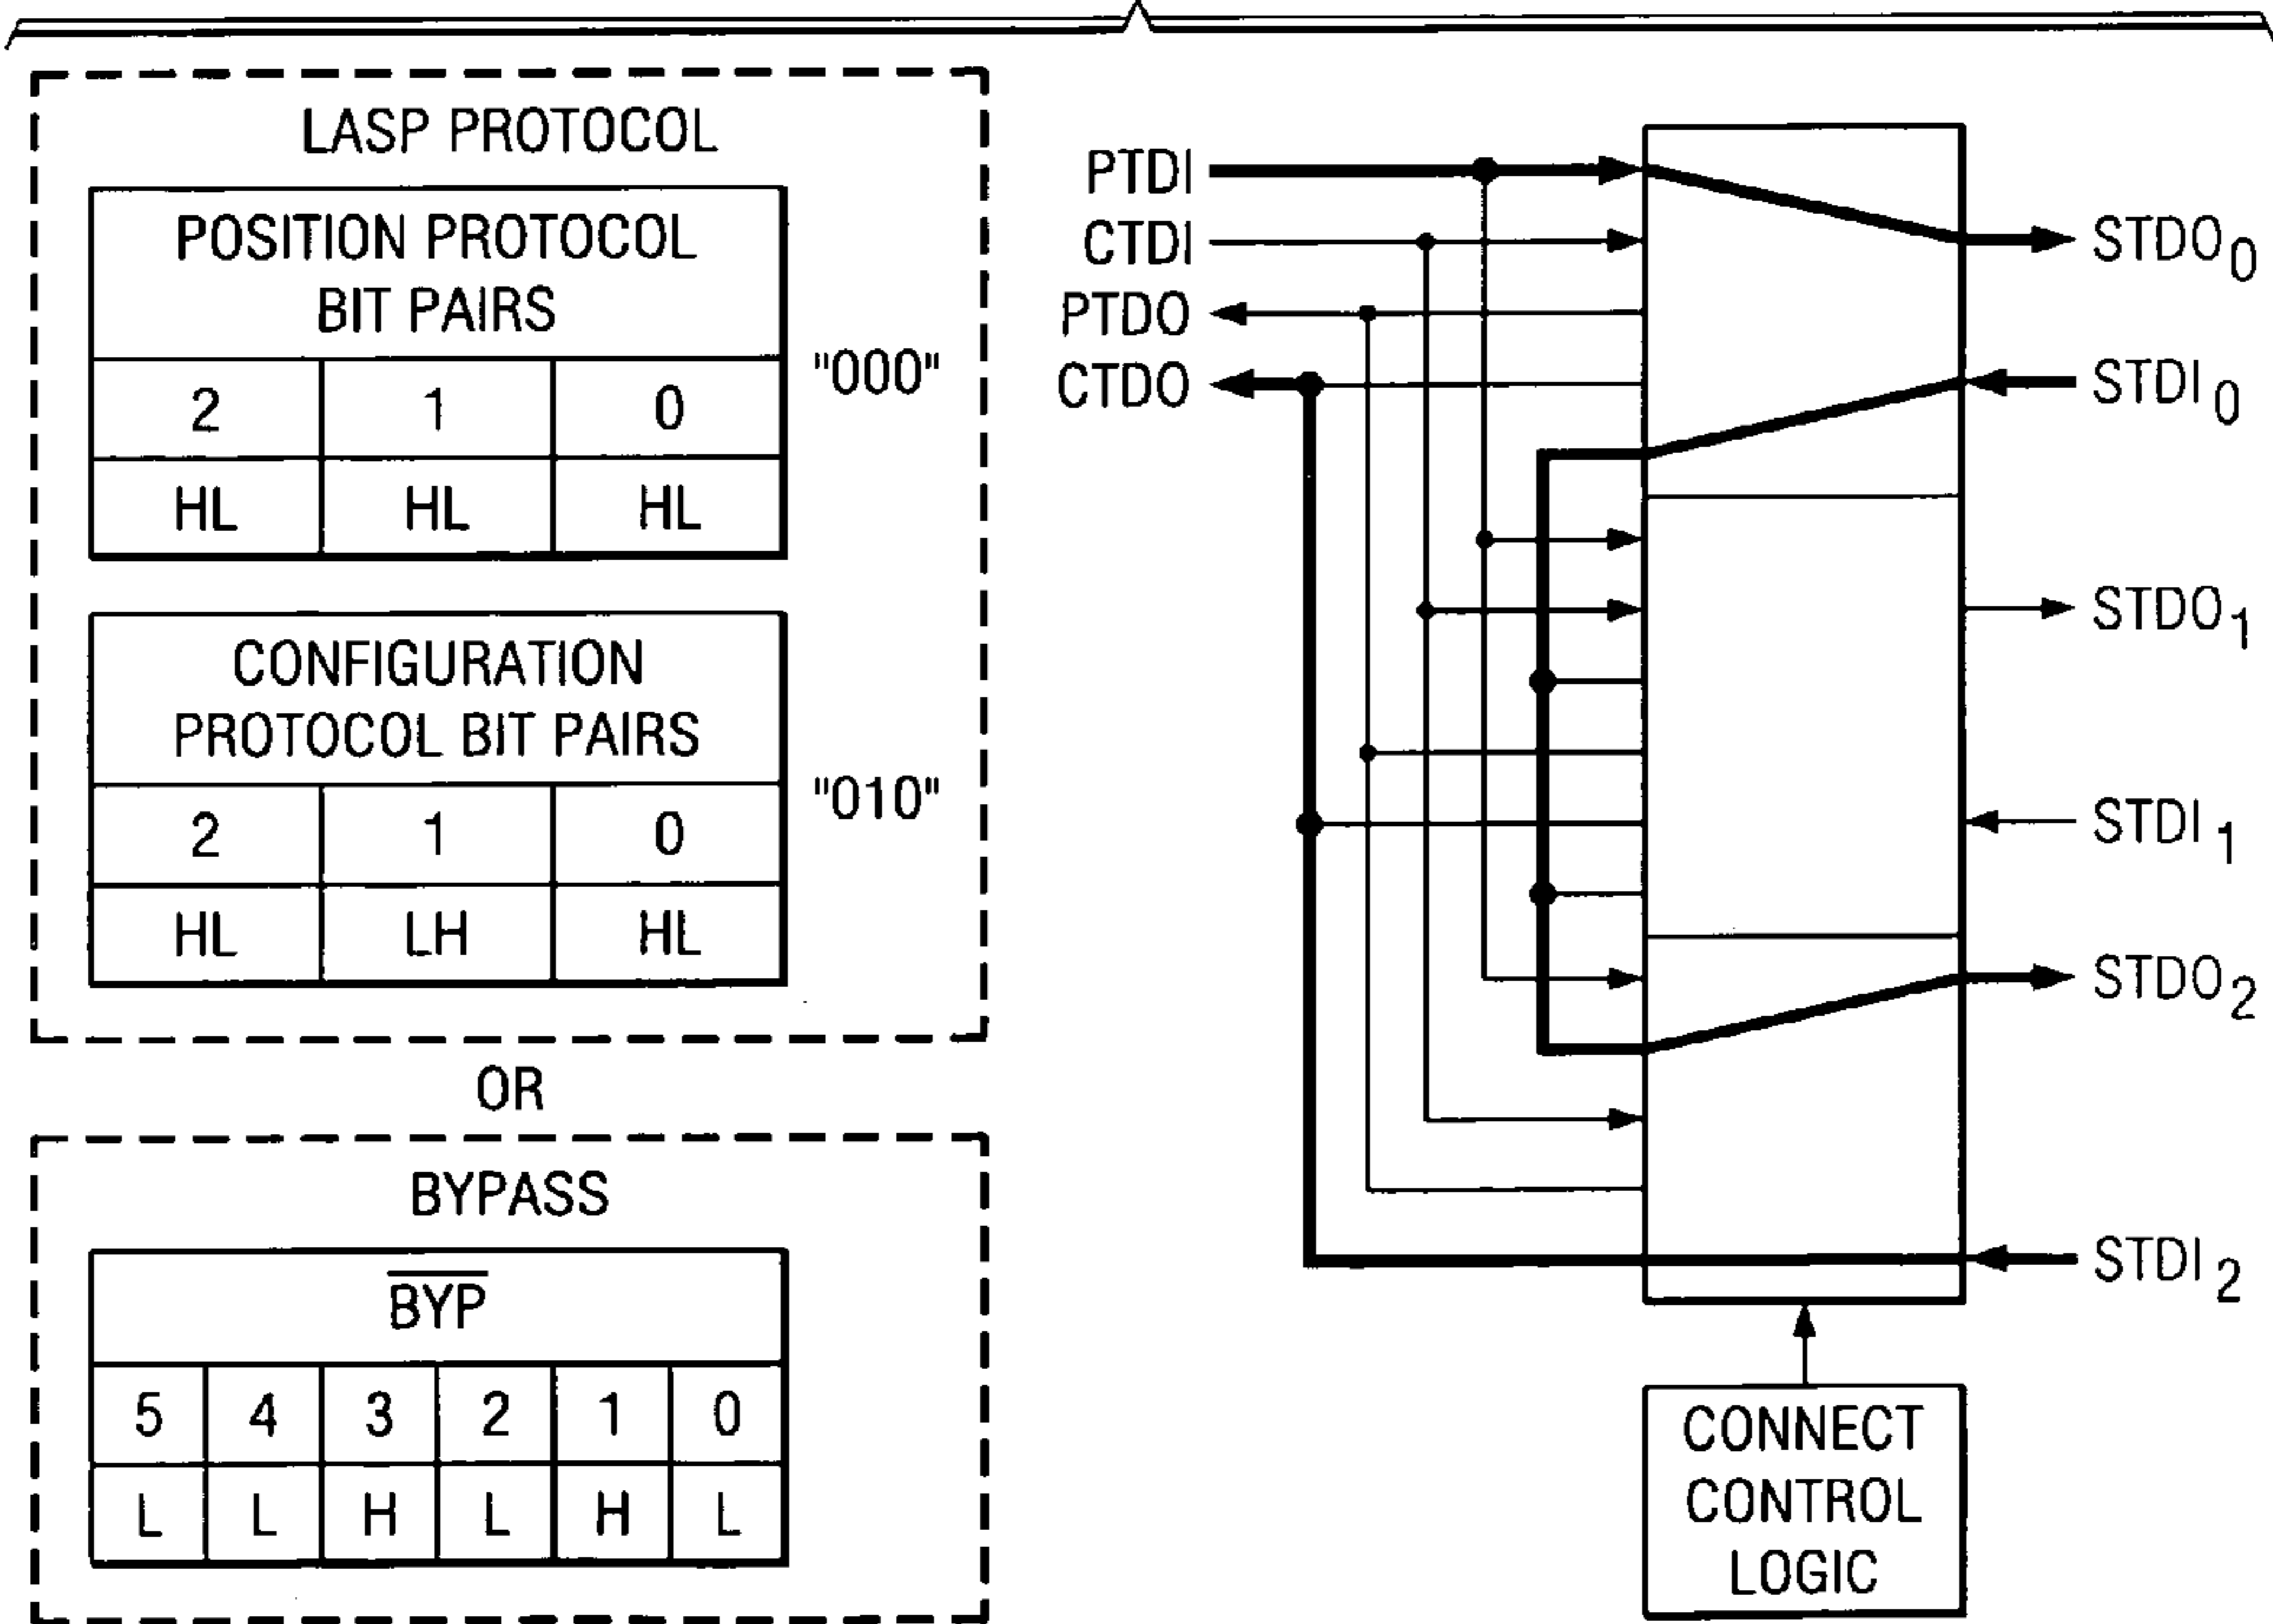 LASP PROTOCOL
POSITION PROTOCOL
BIT PAIRS
2 1 0
HL HL HL
"000"
CONFIGURATION
PROTOCOL BIT PAIRS
2 1 0
HL LH HL
"010"
OR
BYPASS
BYP
5 4 3 2 1 0
L L H L H L
PTDI
CTDI
PTDO
CTDO
STDO0
STDI0
STDO1
STDI1
STDO2
STDI2
CONNECT
CONTROL
LOGIC